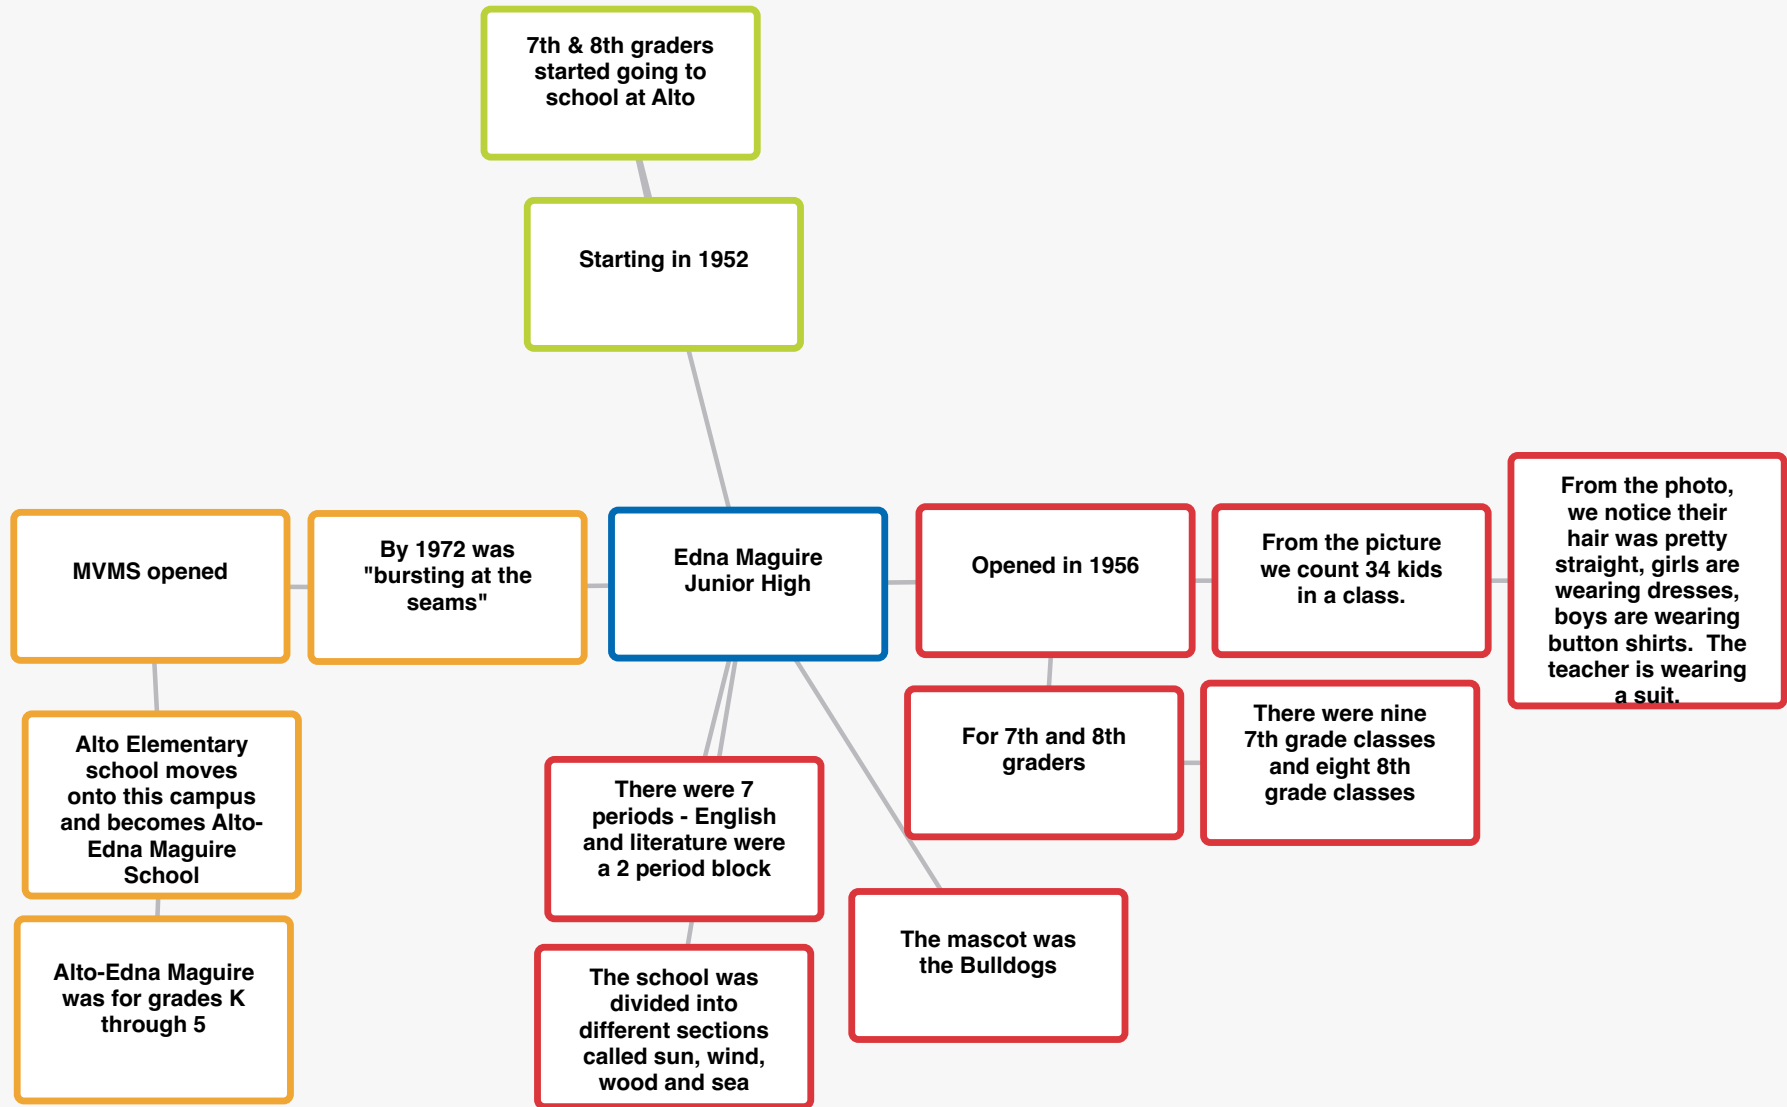 7th & 8th graders
started going to
school at Alto
Starting in 1952
MVMS opened
By 1972 was
"bursting at the
seams"
Edna Maguire
Junior High
Opened in 1956
From the picture
we count 34 kids
in a class.
From the photo,
we notice their
hair was pretty
straight, girls are
wearing dresses,
boys are wearing
button shirts.  The
teacher is wearing
a suit.
Alto Elementary
school moves
onto this campus
and becomes Alto-
Edna Maguire
School
There were 7
periods - English
and literature were
a 2 period block
For 7th and 8th
graders
There were nine
7th grade classes
and eight 8th
grade classes
Alto-Edna Maguire
was for grades K
through 5
The school was
divided into
different sections
called sun, wind,
wood and sea
The mascot was
the Bulldogs